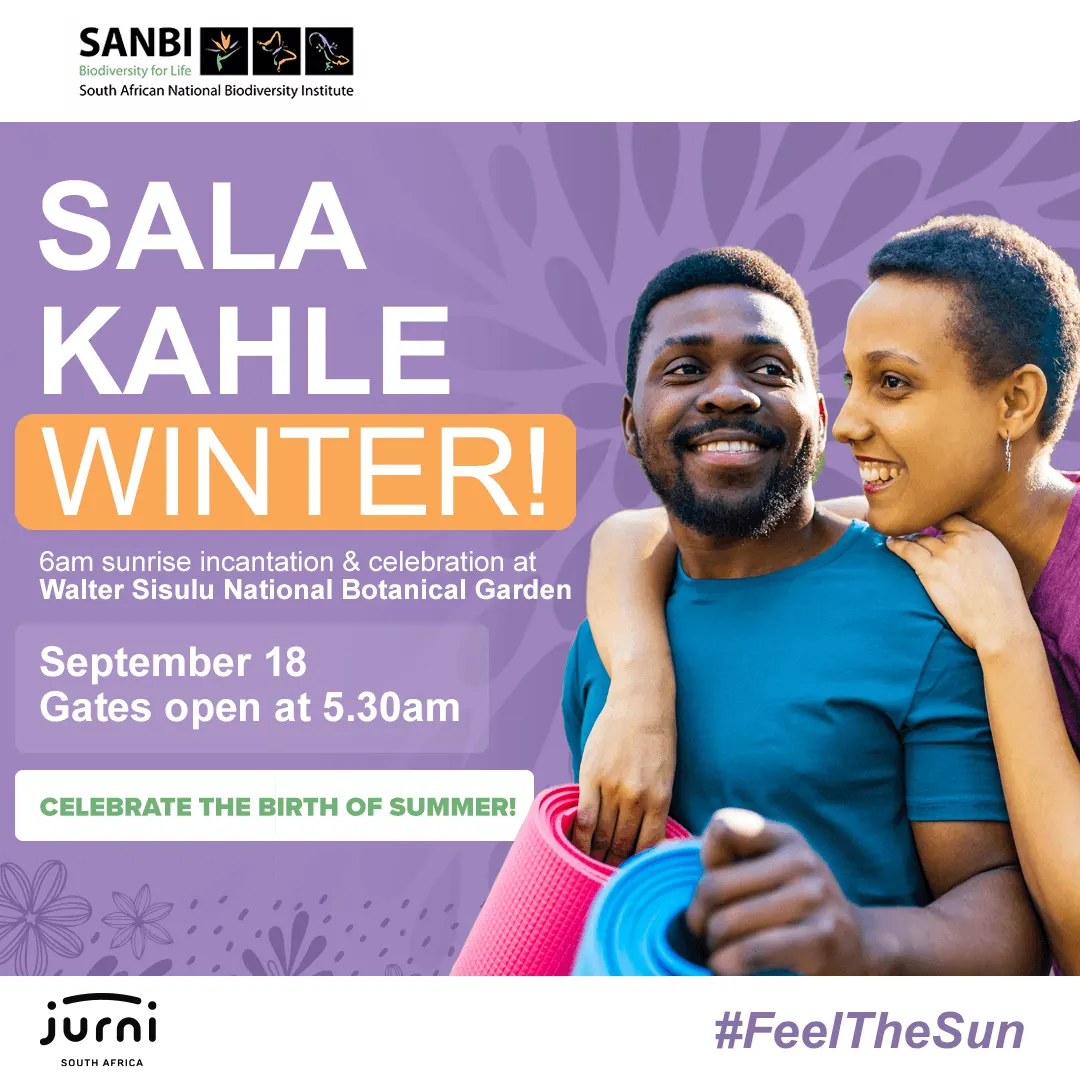 SANBI
Biodiversity for Life
South African National Biodiversity Institute
SALA
KAHLE
WINTER!
6am sunrise incantation & celebration at
Walter Sisulu National Botanical Garden
September 18
Gates open at 5.30am
CELEBRATE THE BIRTH OF SUMMER!
jurni
SOUTH AFRICA
#FeelTheSun